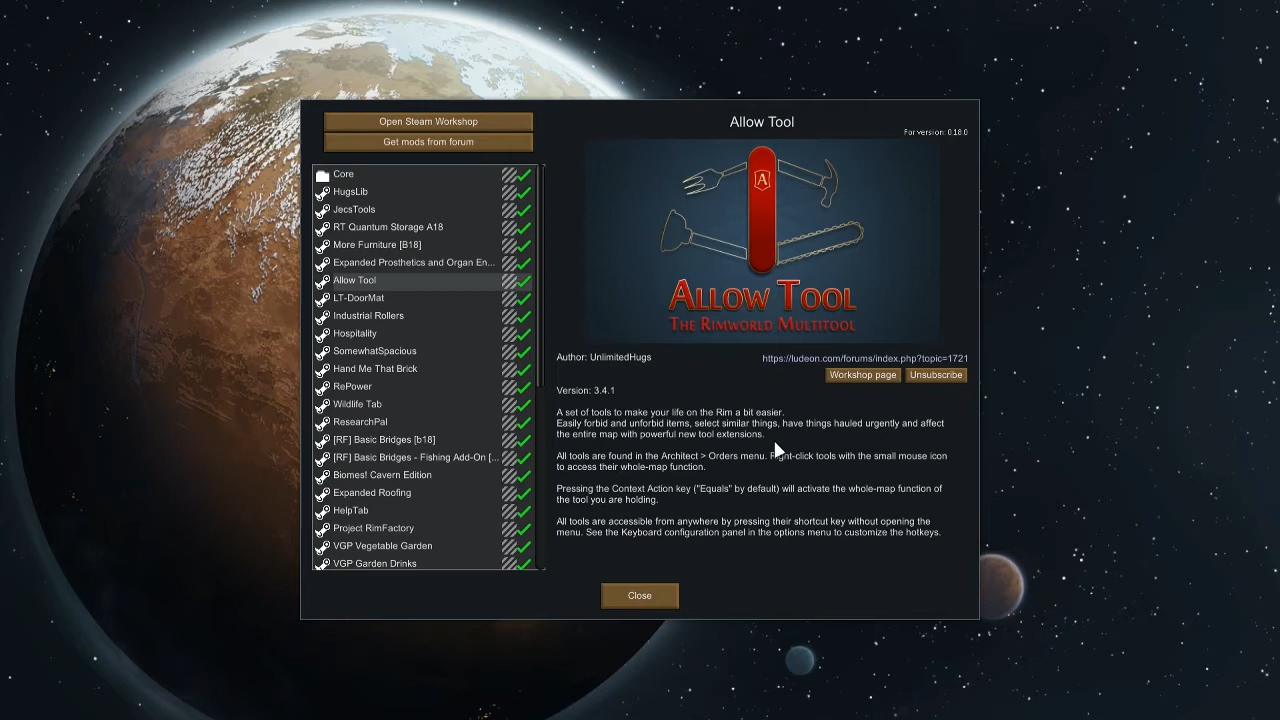 Open Steam Workshop
Get mods from forum
Core
HugsLib
JecsTools
RT Quantum Storage A18
More Furniture [B18]
Expanded Prosthetics and Organ En...
Allow Tool
LT-DoorMat
Industrial Rollers
Hospitality
SomewhatSpacious
Hand Me That Brick
RePower
Wildlife Tab
ResearchPal
[RF] Basic Bridges [b18]
[RF] Basic Bridges - Fishing Add-On [...
Biomes! Cavern Edition
Expanded Roofing
HelpTab
Project RimFactory
VGP Vegetable Garden
VGP Garden Drinks
Allow Tool
For version: 0.18.0
A
ALLOW TOOL
THE RIMWORLD MULTITOOL
Author: UnlimitedHugs
https://ludeon.com/forums/index.php?topic=1721
Workshop page
Unsubscribe
Version: 3.4.1
A set of tools to make your life on the Rim a bit easier.
Easily forbid and unforbid items, select similar things, have things hauled urgently and affect
the entire map with powerful new tool extensions.
All tools are found in the Architect > Orders menu. Right-click tools with the small mouse icon
to access their whole-map function.
Pressing the Context Action key ("Equals" by default) will activate the whole-map function of
the tool you are holding.
All tools are accessible from anywhere by pressing their shortcut key without opening the
menu. See the Keyboard configuration panel in the options menu to customize the hotkeys.
Close